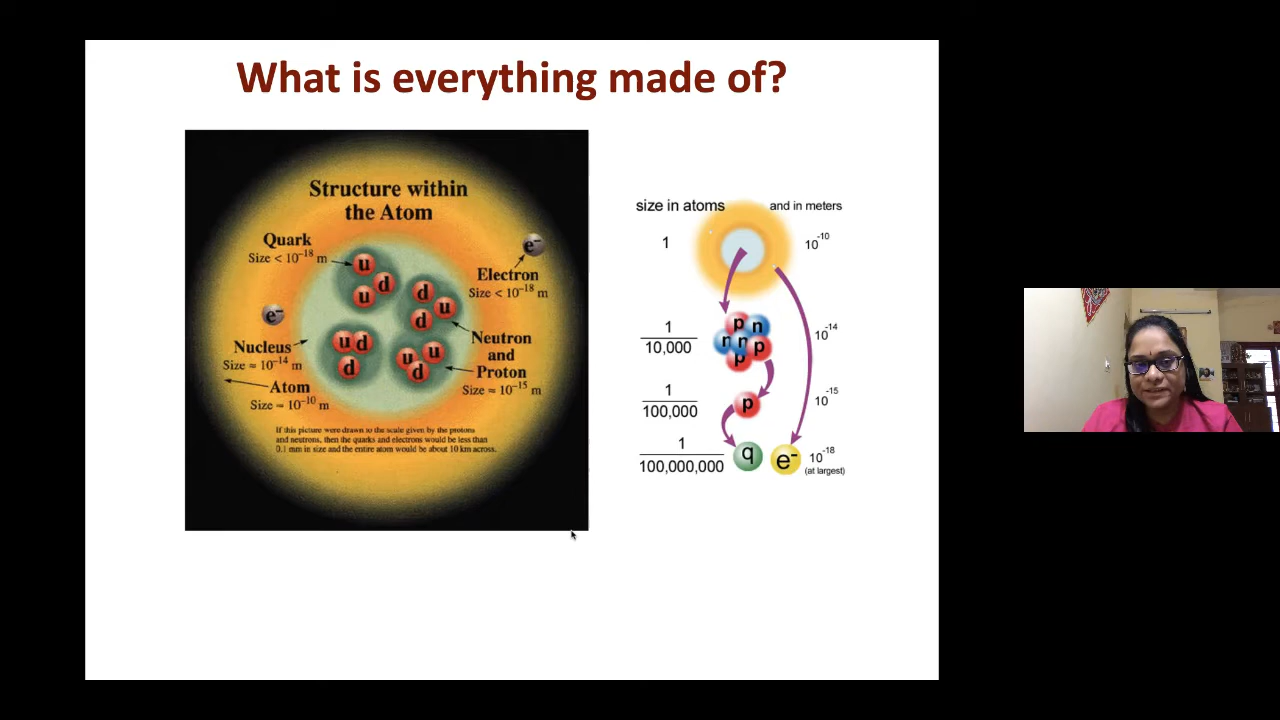 What is everything made of?
Structure within
the Atom
Quark
Size < 10⁻¹⁸ m
e⁻
Electron
Size < 10⁻¹⁸ m
e⁻
Nucleus
Size ≈ 10⁻¹⁴ m
Atom
Size ≈ 10⁻¹⁰ m
Neutron
and
Proton
Size ≈ 10⁻¹⁵ m
u
d
u
d
u
d
u d
d
u u
d
If this picture were drawn to the scale given by the protons
and neutrons, then the quarks and electrons would be less than
0.1 mm in size and the entire atom would be about 10 km across.
size in atoms and in meters
1 10⁻¹⁰
p n
n n p
p
1
10,000
10⁻¹⁴
1
100,000
p 10⁻¹⁵
1
100,000,000
q e⁻ 10⁻¹⁸
(at largest)